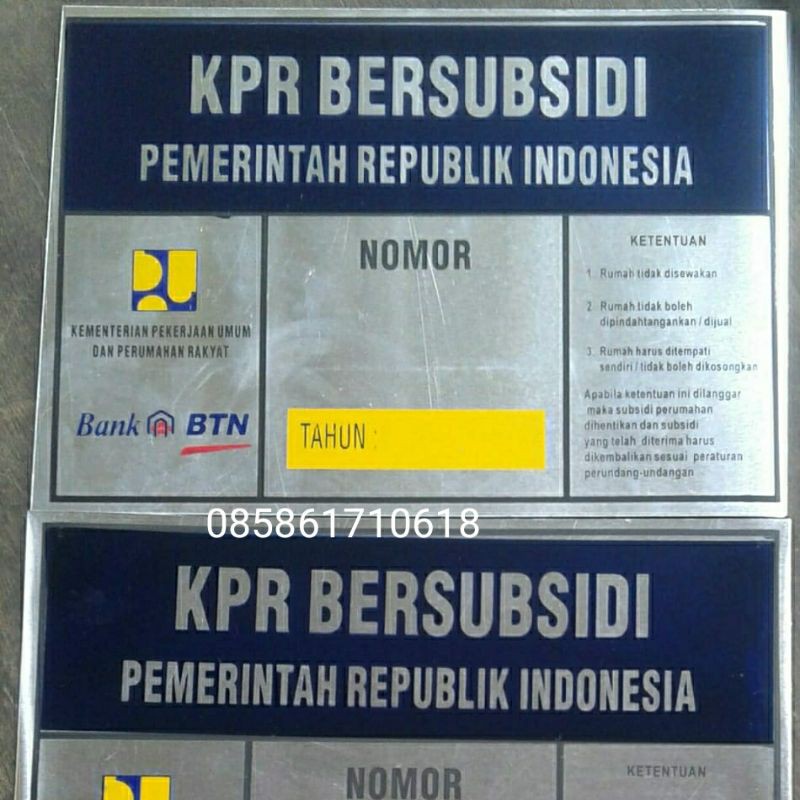 KPR BERSUBSIDI
PEMERINTAH REPUBLIK INDONESIA
KEMENTERIAN PEKERJAAN UMUM
DAN PERUMAHAN RAKYAT
Bank BTN
NOMOR
TAHUN :
KETENTUAN
1. Rumah tidak disewakan
2. Rumah tidak boleh
dipindahtangankan / dijual
3. Rumah harus ditempati
sendiri / tidak boleh dikosongkan
Apabila ketentuan ini dilanggar
maka subsidi perumahan
dihentikan dan subsidi
yang telah diterima harus
dikembalikan sesuai peraturan
perundang-undangan
085861710618
KPR BERSUBSIDI
PEMERINTAH REPUBLIK INDONESIA
NOMOR
KETENTUAN